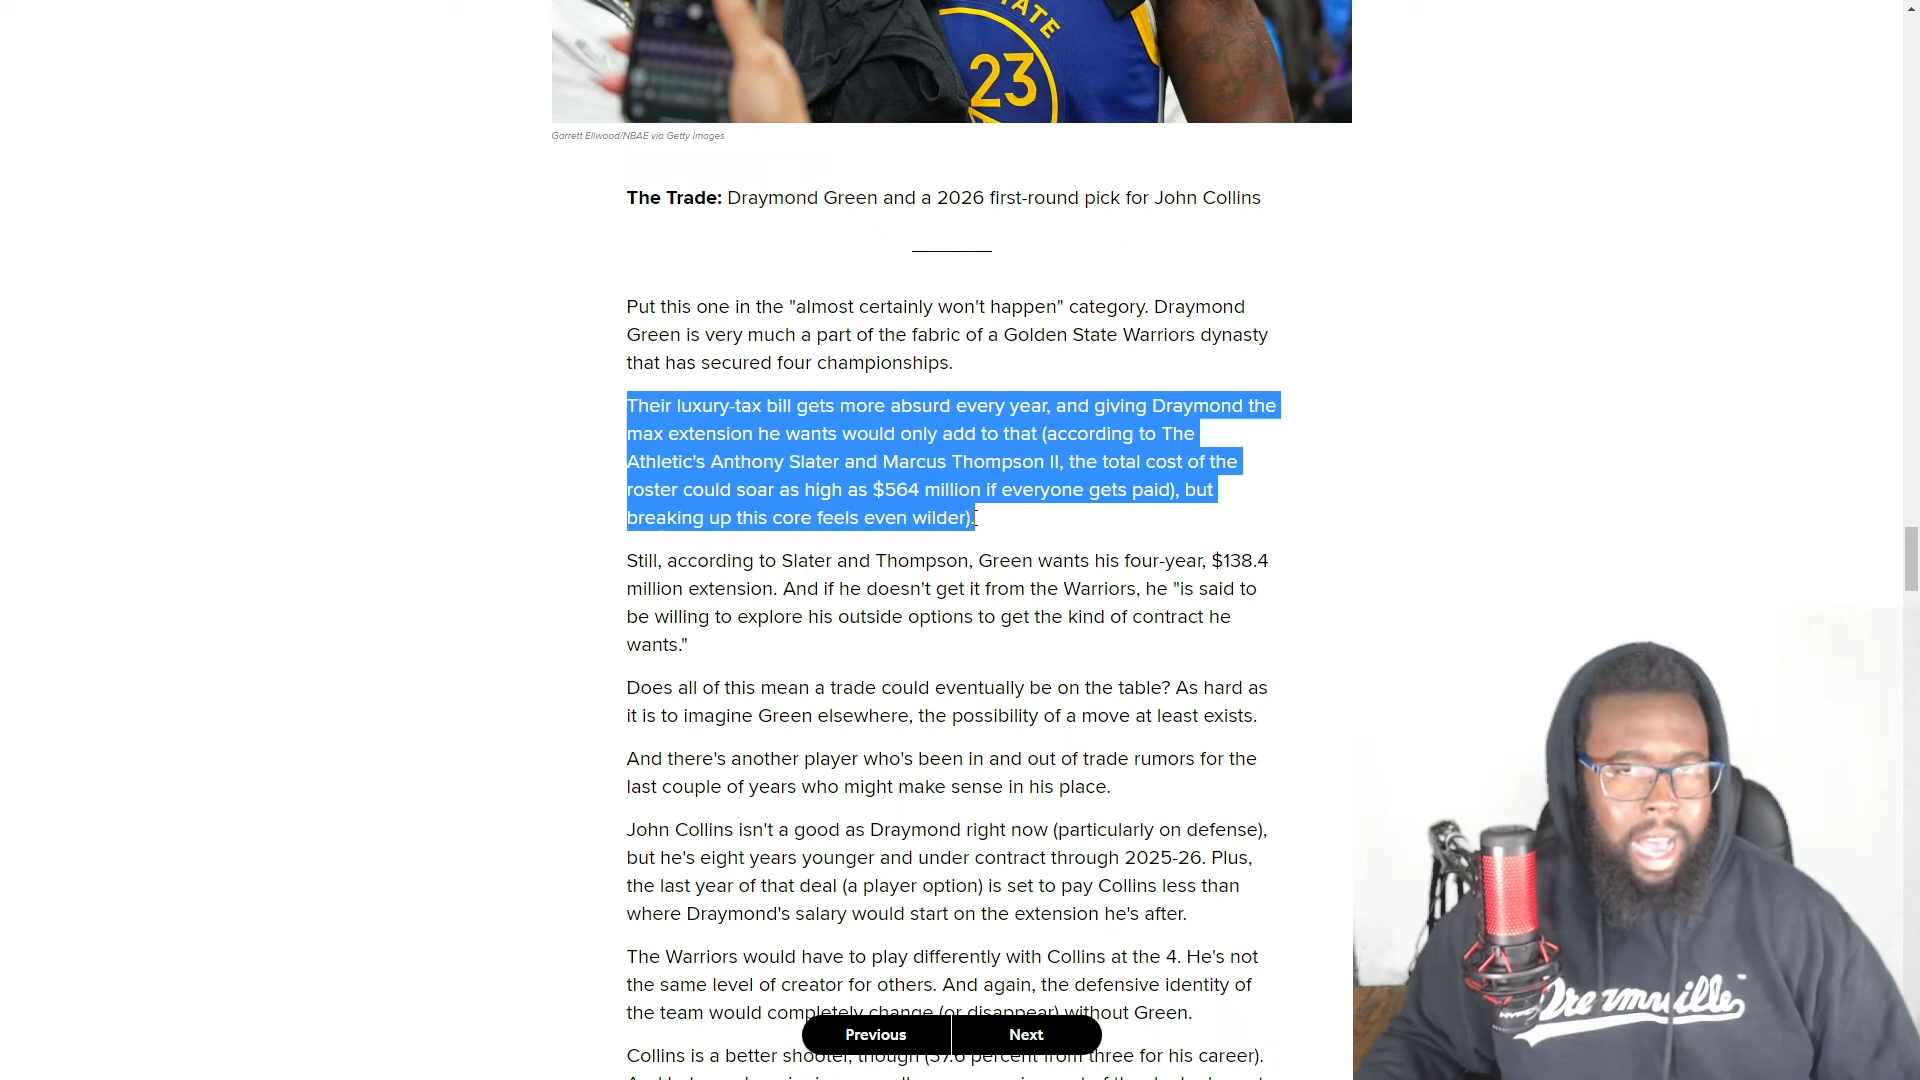 TATE
23
Garrett Ellwood/NBAE via Getty Images
The Trade: Draymond Green and a 2026 first-round pick for John Collins
Put this one in the "almost certainly won't happen" category. Draymond
Green is very much a part of the fabric of a Golden State Warriors dynasty
that has secured four championships.
Their luxury-tax bill gets more absurd every year, and giving Draymond the
max extension he wants would only add to that (according to The
Athletic's Anthony Slater and Marcus Thompson II, the total cost of the
roster could soar as high as $564 million if everyone gets paid), but
breaking up this core feels even wilder).
Still, according to Slater and Thompson, Green wants his four-year, $138.4
million extension. And if he doesn't get it from the Warriors, he "is said to
be willing to explore his outside options to get the kind of contract he
wants."
Does all of this mean a trade could eventually be on the table? As hard as
it is to imagine Green elsewhere, the possibility of a move at least exists.
And there's another player who's been in and out of trade rumors for the
last couple of years who might make sense in his place.
John Collins isn't a good as Draymond right now (particularly on defense),
but he's eight years younger and under contract through 2025-26. Plus,
the last year of that deal (a player option) is set to pay Collins less than
where Draymond's salary would start on the extension he's after.
The Warriors would have to play differently with Collins at the 4. He's not
the same level of creator for others. And again, the defensive identity of
the team would completely change (or disappear) without Green.
Previous Next
Collins is a better shooter, though (37.6 percent from three for his career).
Dreamville